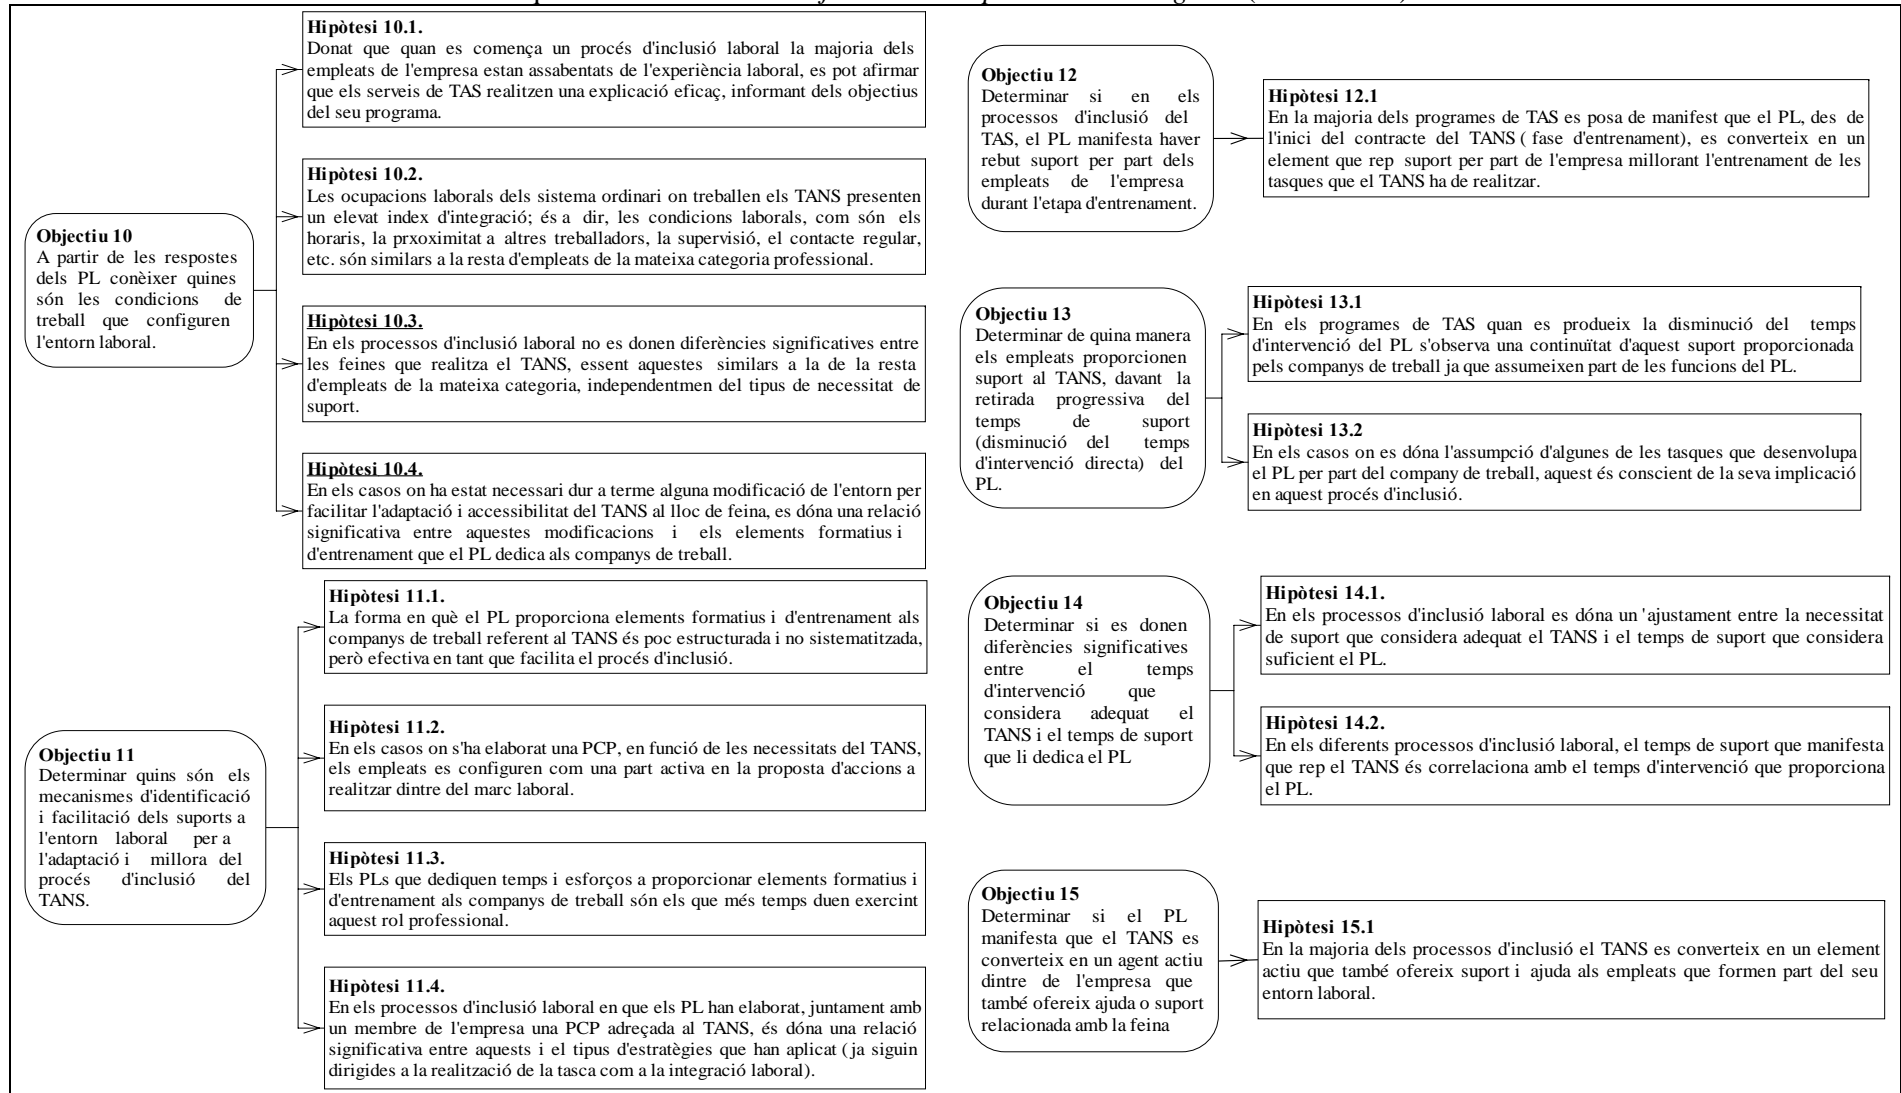 Hipòtesi 10.1.
Donat que quan es comença un procés d'inclusió laboral la majoria dels
empleats de l'empresa estan assabentats de l'experiència laboral, es pot afirmar
que els serveis de TAS realitzen una explicació eficaç, informant dels objectius
del seu programa.
Hipòtesi 10.2.
Les ocupacions laborals dels sistema ordinari on treballen els TANS presenten
un elevat index d'integració; és a dir, les condicions laborals, com són els
horaris, la prxoximitat a altres treballadors, la supervisió, el contacte regular,
etc. són similars a la resta d'empleats de la mateixa categoria professional.
Objectiu 10
A partir de les respostes
dels PL conèixer quines
són les condicions de
treball que configuren
l'entorn laboral.
Hipòtesi 10.3.
En els processos d'inclusió laboral no es donen diferències significatives entre
les feines que realitza el TANS, essent aquestes similars a la de la resta
d'empleats de la mateixa categoria, independentmen del tipus de necessitat de
suport.
Hipòtesi 10.4.
En els casos on ha estat necessari dur a terme alguna modificació de l'entorn per
facilitar l'adaptació i accessibilitat del TANS al lloc de feina, es dóna una relació
significativa entre aquestes modificacions i els elements formatius i
d'entrenament que el PL dedica als companys de treball.
Hipòtesi 11.1.
La forma en què el PL proporciona elements formatius i d'entrenament als
companys de treball referent al TANS és poc estructurada i no sistematitzada,
però efectiva en tant que facilita el procés d'inclusió.
Hipòtesi 11.2.
En els casos on s'ha elaborat una PCP, en funció de les necessitats del TANS,
els empleats es configuren com una part activa en la proposta d'accions a
realitzar dintre del marc laboral.
Objectiu 11
Determinar quins són els
mecanismes d'identificació
i facilitació dels suports a
l'entorn laboral per a
l'adaptació i millora del
procés d'inclusió del
TANS.
Hipòtesi 11.3.
Els PLs que dediquen temps i esforços a proporcionar elements formatius i
d'entrenament als companys de treball són els que més temps duen exercint
aquest rol professional.
Hipòtesi 11.4.
En els processos d'inclusió laboral en que els PL han elaborat, juntament amb
un membre de l'empresa una PCP adreçada al TANS, és dóna una relació
significativa entre aquests i el tipus d'estratègies que han aplicat ( ja siguin
dirigides a la realització de la tasca com a la integració laboral).
Objectiu 12
Determinar si en els
processos d'inclusió del
TAS, el PL manifesta haver
rebut suport per part dels
empleats de l'empresa
durant l'etapa d'entrenament.
Hipòtesi 12.1
En la majoria dels programes de TAS es posa de manifest que el PL, des de
l'inici del contracte del TANS ( fase d'entrenament), es converteix en un
element que rep suport per part de l'empresa millorant l'entrenament de les
tasques que el TANS ha de realitzar.
Objectiu 13
Determinar de quina manera
els empleats proporcionen
suport al TANS, davant la
retirada progressiva del
temps de suport
(disminució del temps
d'intervenció directa) del
PL.
Hipòtesi 13.1
En els programes de TAS quan es produeix la disminució del temps
d'intervenció del PL s'observa una continuïtat d'aquest suport proporcionada
pels companys de treball ja que assumeixen part de les funcions del PL.
Hipòtesi 13.2
En els casos on es dóna l'assumpció d'algunes de les tasques que desenvolupa
el PL per part del company de treball, aquest és conscient de la seva implicació
en aquest procés d'inclusió.
Objectiu 14
Determinar si es donen
diferències significatives
entre el temps
d'intervenció que
considera adequat el
TANS i el temps de suport
que li dedica el PL
Hipòtesi 14.1.
En els processos d'inclusió laboral es dóna un 'ajustament entre la necessitat
de suport que considera adequat el TANS i el temps de suport que considera
suficient el PL.
Hipòtesi 14.2.
En els diferents processos d'inclusió laboral, el temps de suport que manifesta
que rep el TANS és correlaciona amb el temps d'intervenció que proporciona
el PL.
Objectiu 15
Determinar si el PL
manifesta que el TANS es
converteix en un agent actiu
dintre de l'empresa que
també ofereix ajuda o suport
relacionada amb la feina
Hipòtesi 15.1
En la majoria dels processos d'inclusió el TANS es converteix en un element
actiu que també ofereix suport i ajuda als empleats que formen part del seu
entorn laboral.